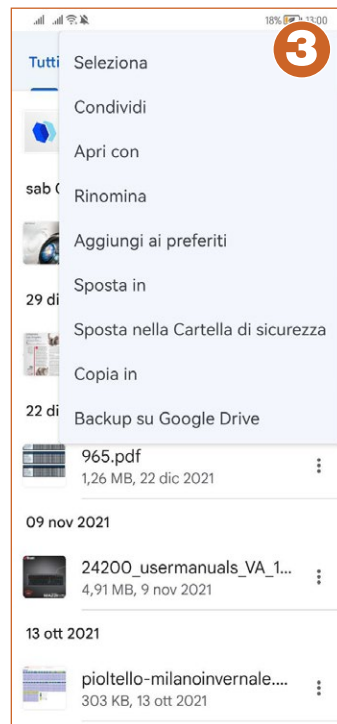 18% 13:00
3
Tutti
Seleziona
Condividi
Apri con
sab 0
Rinomina
Aggiungi ai preferiti
29 di
Sposta in
Sposta nella Cartella di sicurezza
Copia in
22 di
Backup su Google Drive
965.pdf
1,26 MB, 22 dic 2021
09 nov 2021
24200_usermanuals_VA_1...
4,91 MB, 9 nov 2021
13 ott 2021
pioltello-milanoinvernale....
303 KB, 13 ott 2021